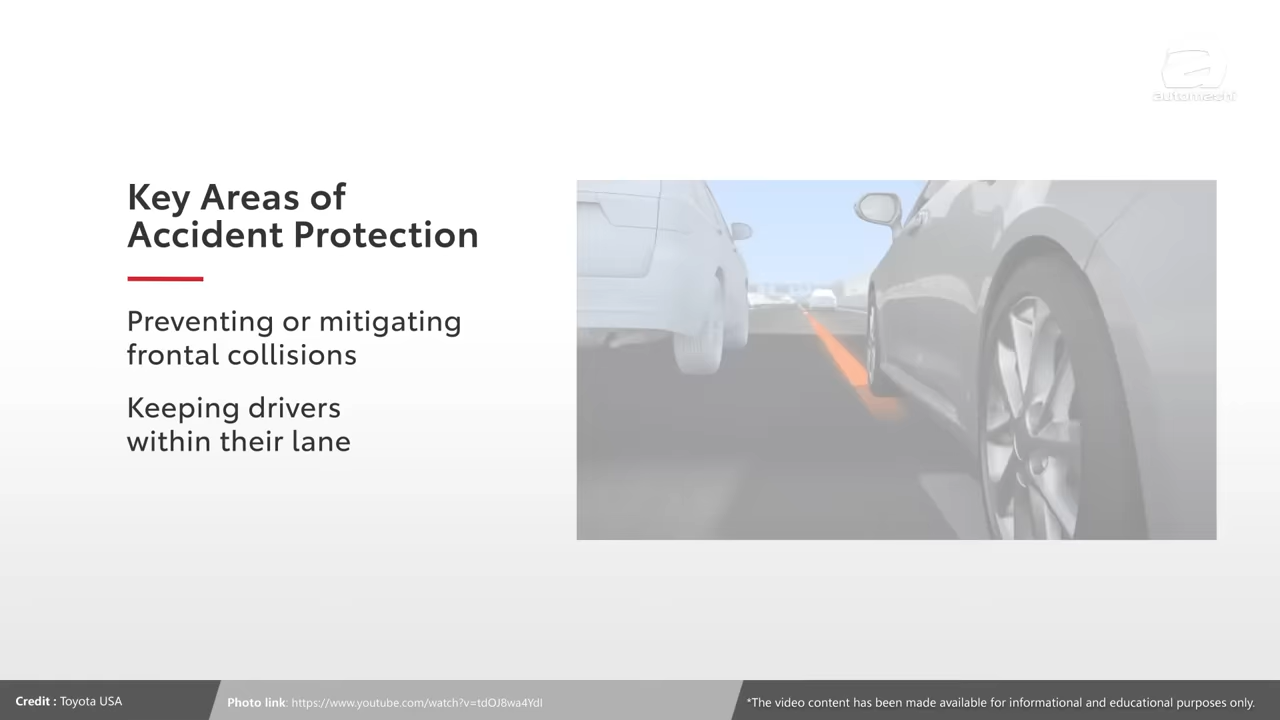 automachi
Key Areas of
Accident Protection
Preventing or mitigating
frontal collisions
Keeping drivers
within their lane
Credit : Toyota USA
Photo link: https://www.youtube.com/watch?v=tdOJ8wa4YdI
*The video content has been made available for informational and educational purposes only.